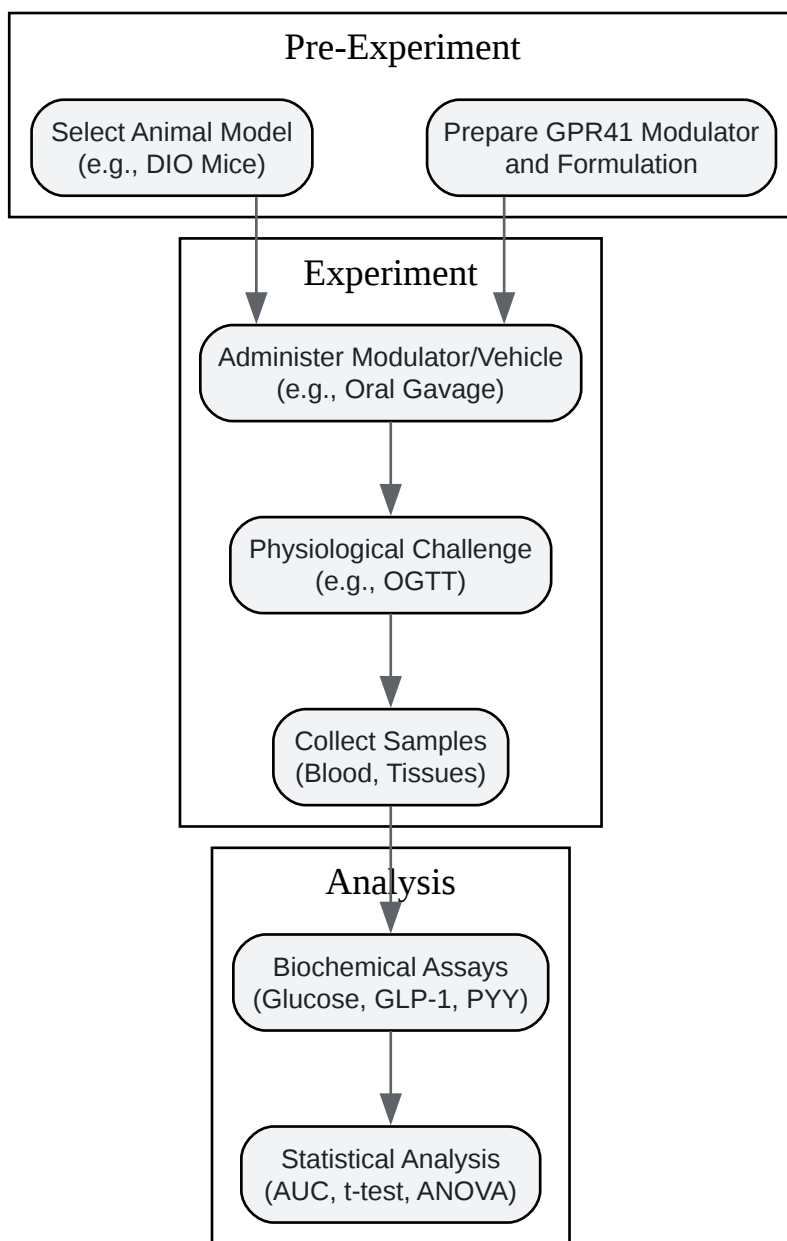 Pre-Experiment
Select Animal Model
(e.g., DIO Mice)
Prepare GPR41 Modulator
and Formulation
Experiment
Administer Modulator/Vehicle
(e.g., Oral Gavage)
Physiological Challenge
(e.g., OGTT)
Collect Samples
(Blood, Tissues)
Analysis
Biochemical Assays
(Glucose, GLP-1, PYY)
Statistical Analysis
(AUC, t-test, ANOVA)